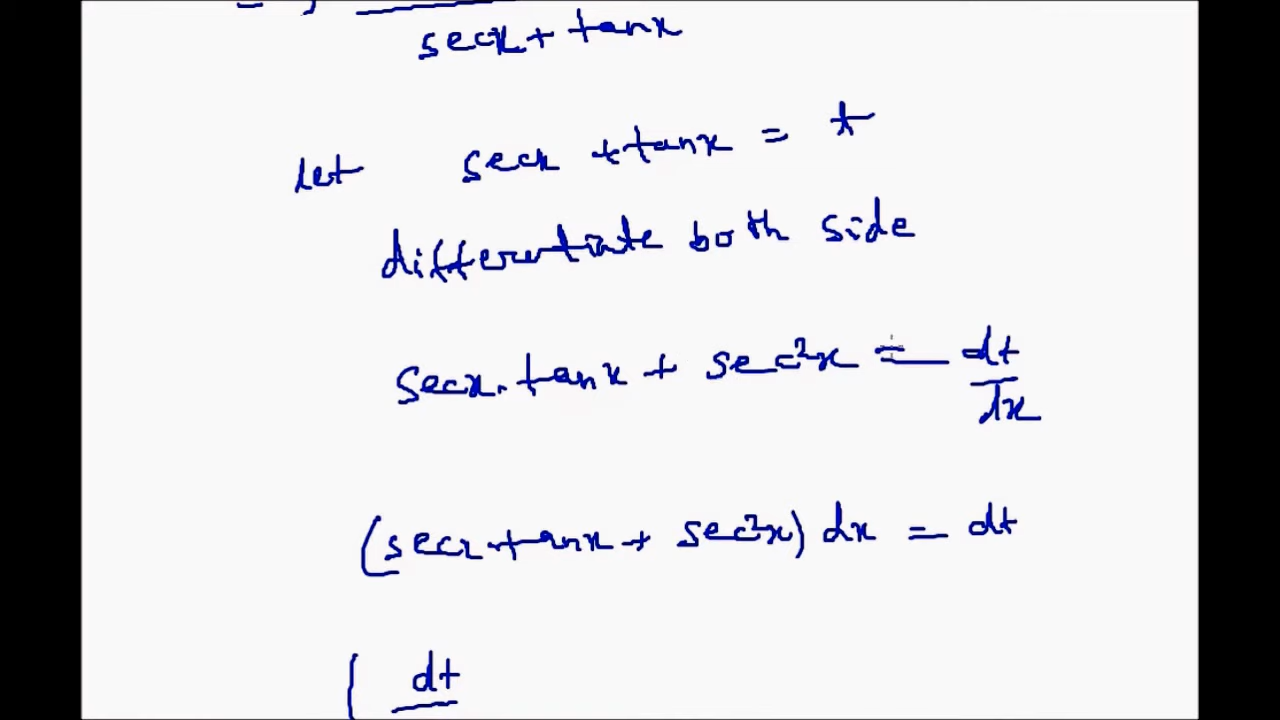 secx + tanx
Let secx + tanx = t
differentiate both side
secx. tanx + sec²x = dt/dx
(secx tanx + sec²x) dx = dt
∫ dt